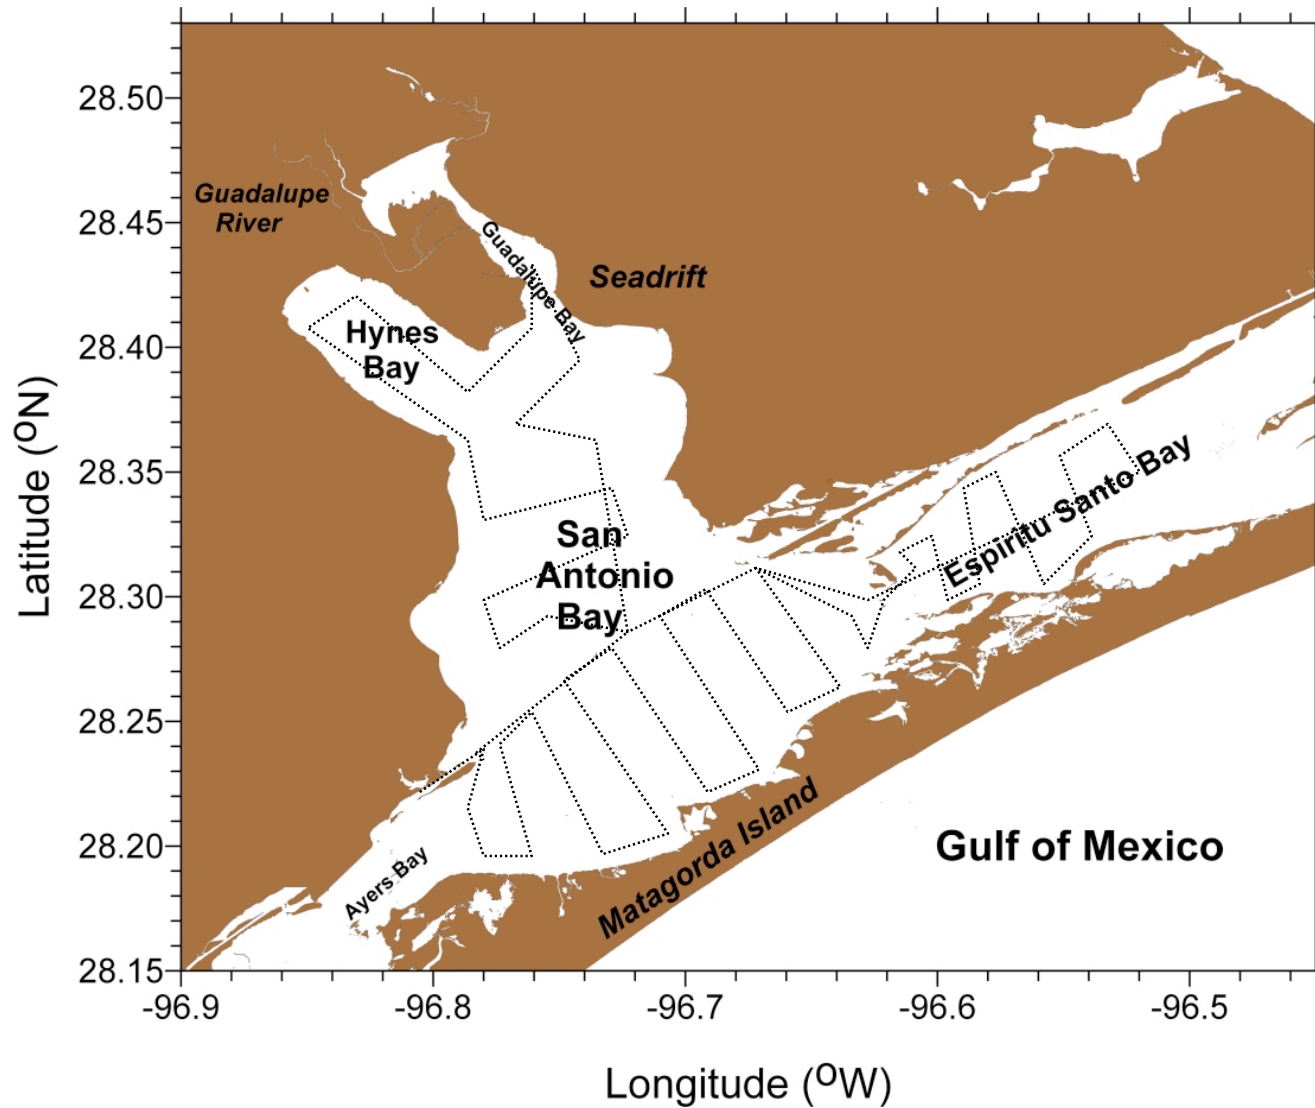 28.50
28.45
28.40
28.35
28.30
28.25
28.20
28.15
Latitude (ºN)
Guadalupe
River
Guadalupe Bay
Seadrift
Hynes
Bay
San
Antonio
Bay
Espiritu Santo Bay
Ayers Bay
Matagorda Island
Gulf of Mexico
-96.9
-96.8
-96.7
-96.6
-96.5
Longitude (ºW)